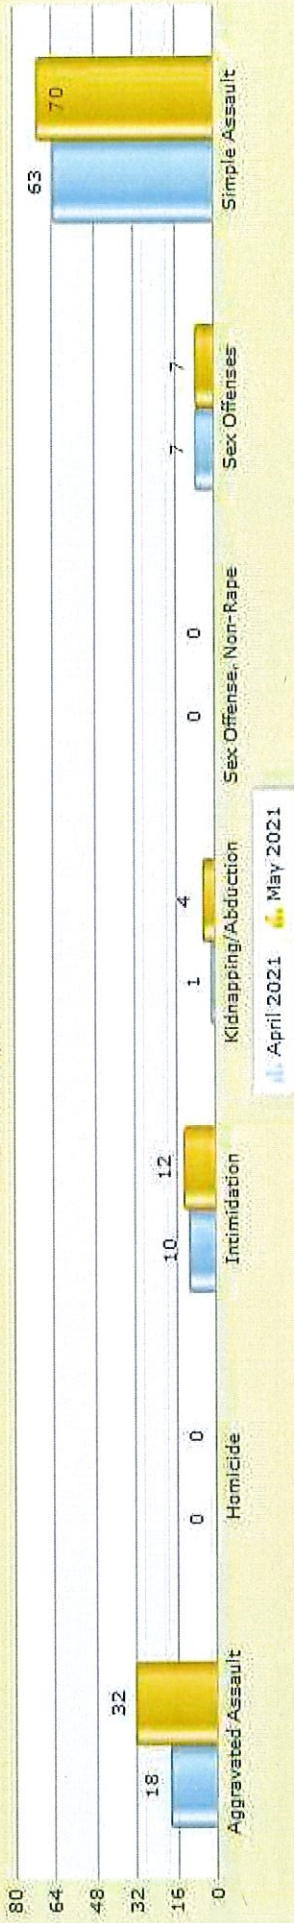 80
64
48
32
16
0
18
32
0
0
10
12
1
4
0
0
7
7
63
70
Aggravated Assault
Homicide
Intimidation
Kidnapping/Abduction
Sex Offense, Non-Rape
Sex Offenses
Simple Assault
April 2021
May 2021